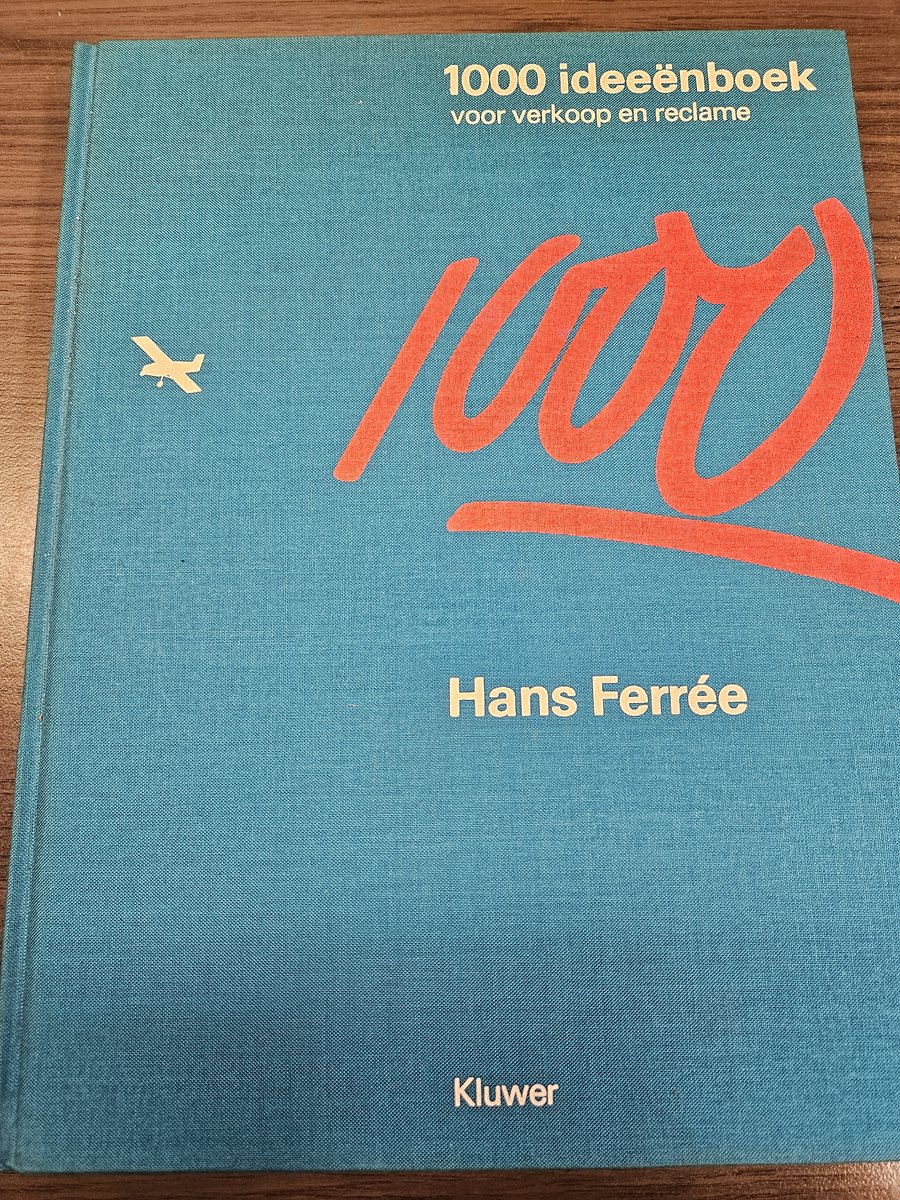 1000 ideeënboek
voor verkoop en reclame
1000
Hans Ferrée
Kluwer